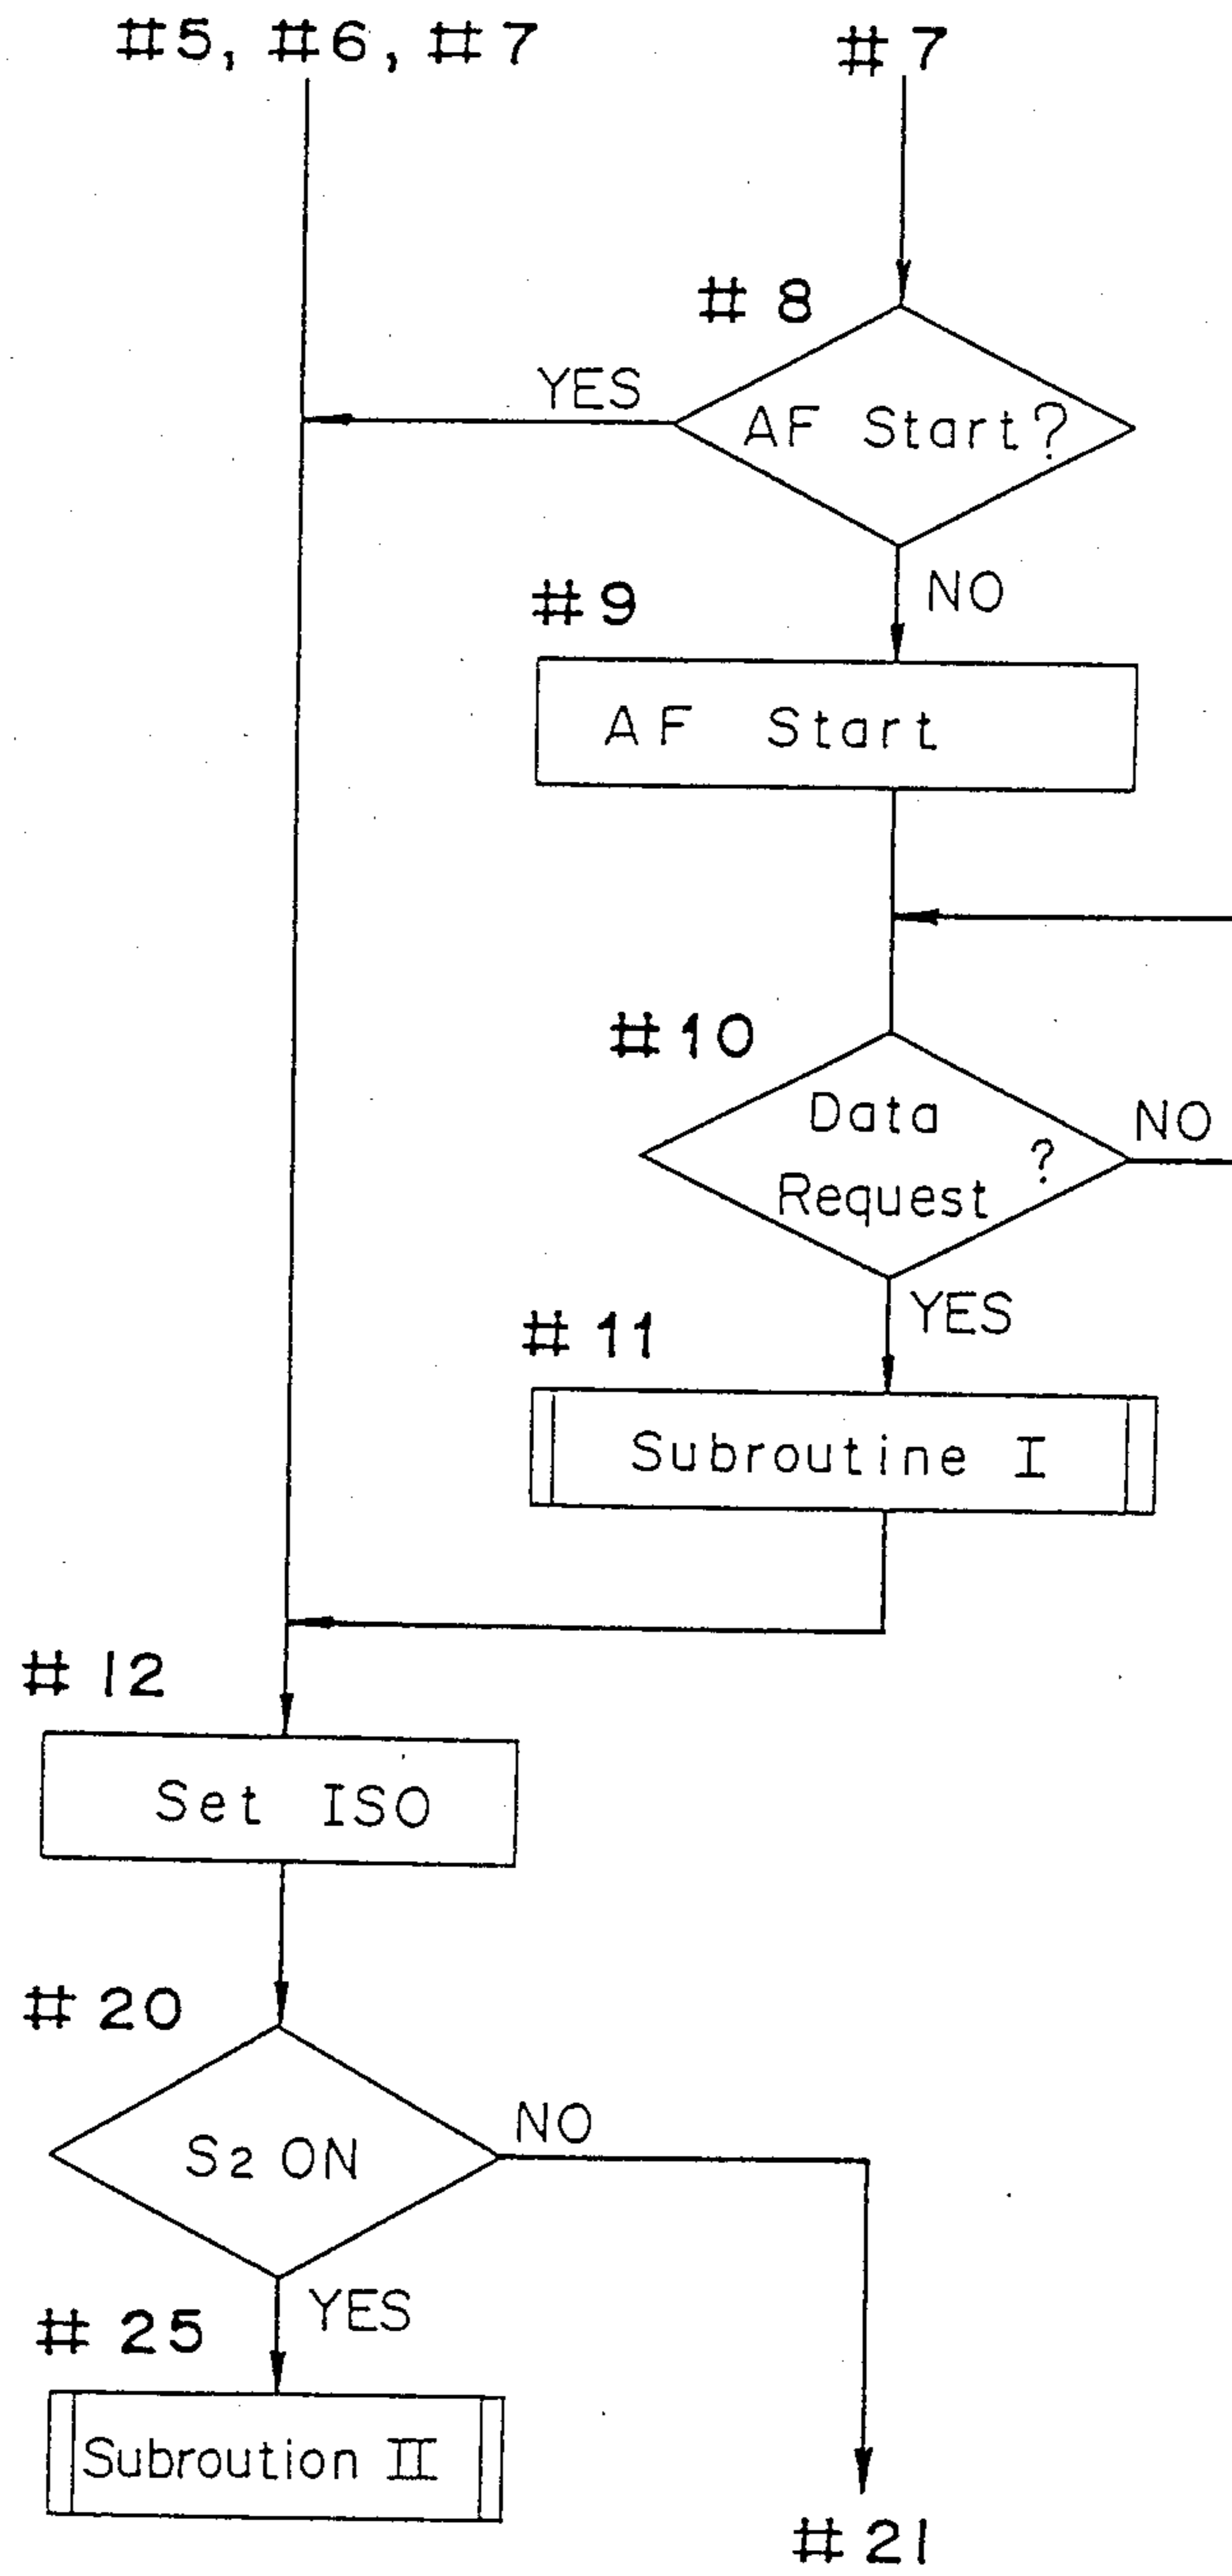 #5, #6, #7
#7
#8
YES
AF Start?
NO
#9
AF Start
#10
Data
Request ?
NO
YES
#11
Subroutine I
#12
Set ISO
#20
S2 ON
NO
YES
#25
Subroution II
#21